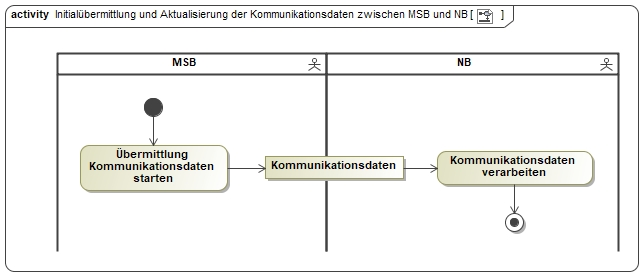 activity Initialübermittlung und Aktualisierung der Kommunikationsdaten zwischen MSB und NB [ ]
MSB
NB
Übermittlung
Kommunikationsdaten
starten
Kommunikationsdaten
Kommunikationsdaten
verarbeiten